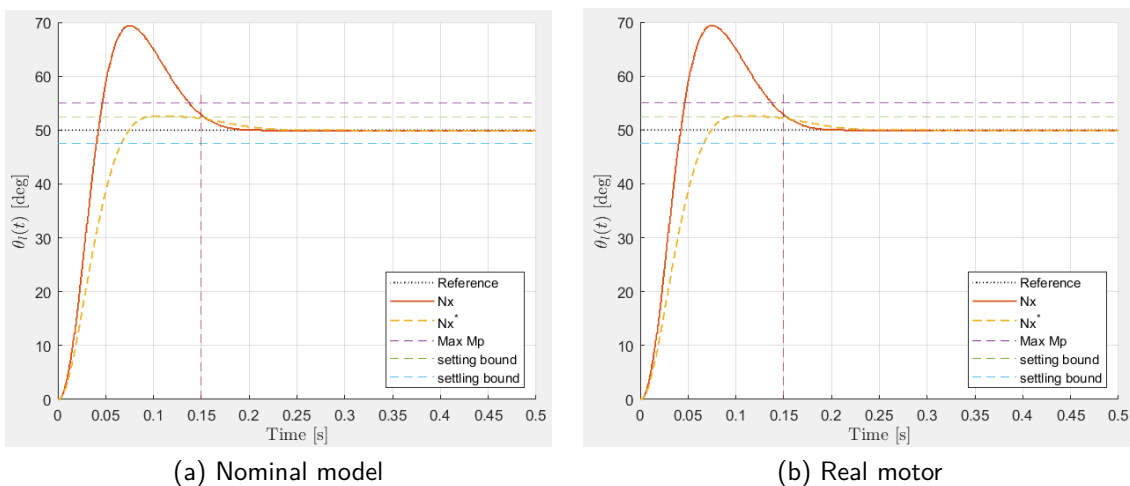 70
60
50
40
30
20
10
0
θ_l(t) [deg]
0 0.05 0.1 0.15 0.2 0.25 0.3 0.35 0.4 0.45 0.5
Time [s]
Reference
Nx
Nx*
Max Mp
setting bound
settling bound
(a) Nominal model
70
60
50
40
30
20
10
0
θ_l(t) [deg]
0 0.05 0.1 0.15 0.2 0.25 0.3 0.35 0.4 0.45 0.5
Time [s]
Reference
Nx
Nx*
Max Mp
setting bound
settling bound
(b) Real motor